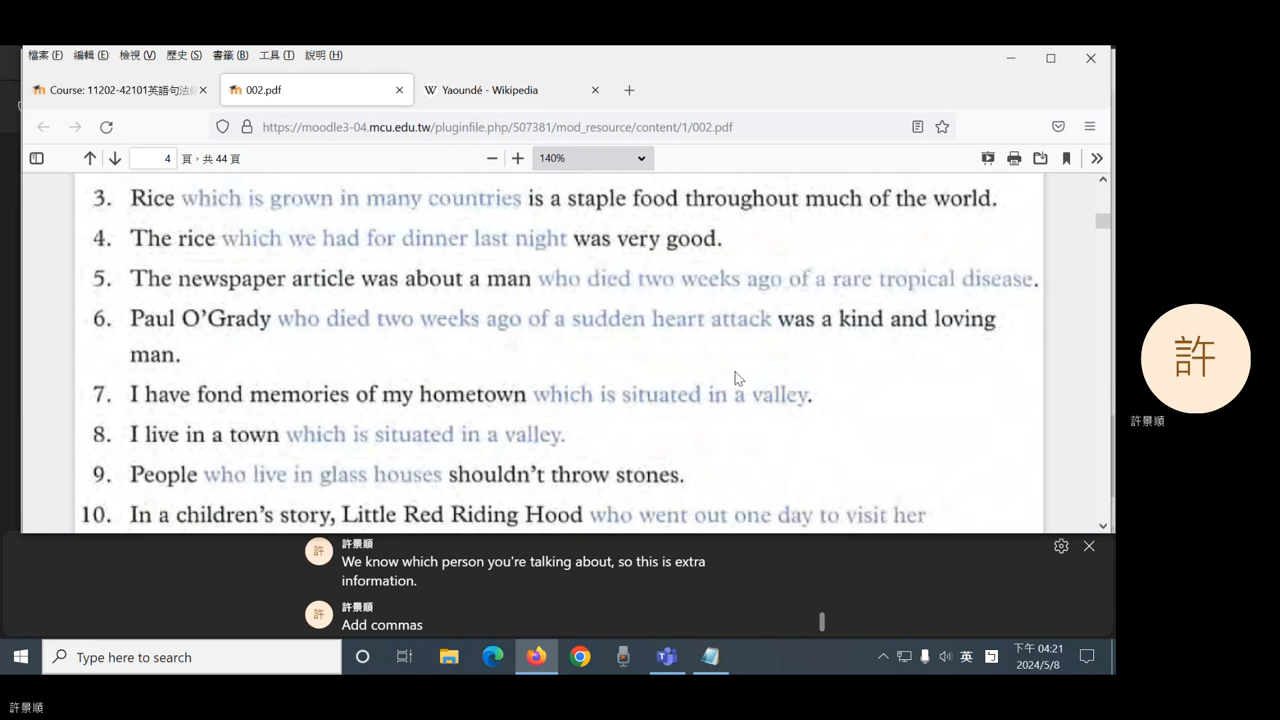 檔案 (F) 編輯 (E) 檢視 (V) 歷史 (S) 書籤 (B) 工具 (T) 說明 (H)
Course: 11202-42101英語句法
002.pdf
W Yaoundé - Wikipedia
https://moodle3-04.mcu.edu.tw/pluginfile.php/507381/mod_resource/content/1/002.pdf
4 頁，共 44 頁
140%
3. Rice which is grown in many countries is a staple food throughout much of the world.
4. The rice which we had for dinner last night was very good.
5. The newspaper article was about a man who died two weeks ago of a rare tropical disease.
6. Paul O’Grady who died two weeks ago of a sudden heart attack was a kind and loving
man.
7. I have fond memories of my hometown which is situated in a valley.
8. I live in a town which is situated in a valley.
9. People who live in glass houses shouldn’t throw stones.
10. In a children’s story, Little Red Riding Hood who went out one day to visit her
許
許景順
許
許景順
We know which person you're talking about, so this is extra
information.
許
許景順
Add commas
Type here to search
英
下午 04:21
2024/5/8
許景順